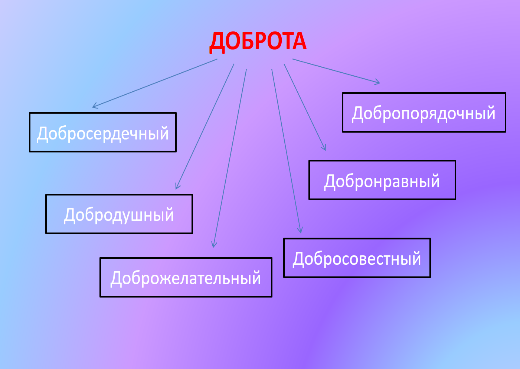 ДОБРОТА
Добропорядочный
Добросердечный
Добронравный
Добродушный
Добросовестный
Доброжелательный